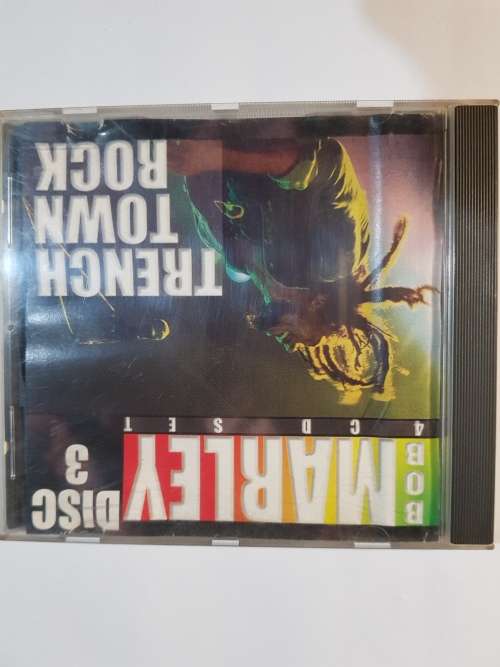 BOB
MARLEY
DISC
3
4 CD SET
TRENCH
TOWN
ROCK